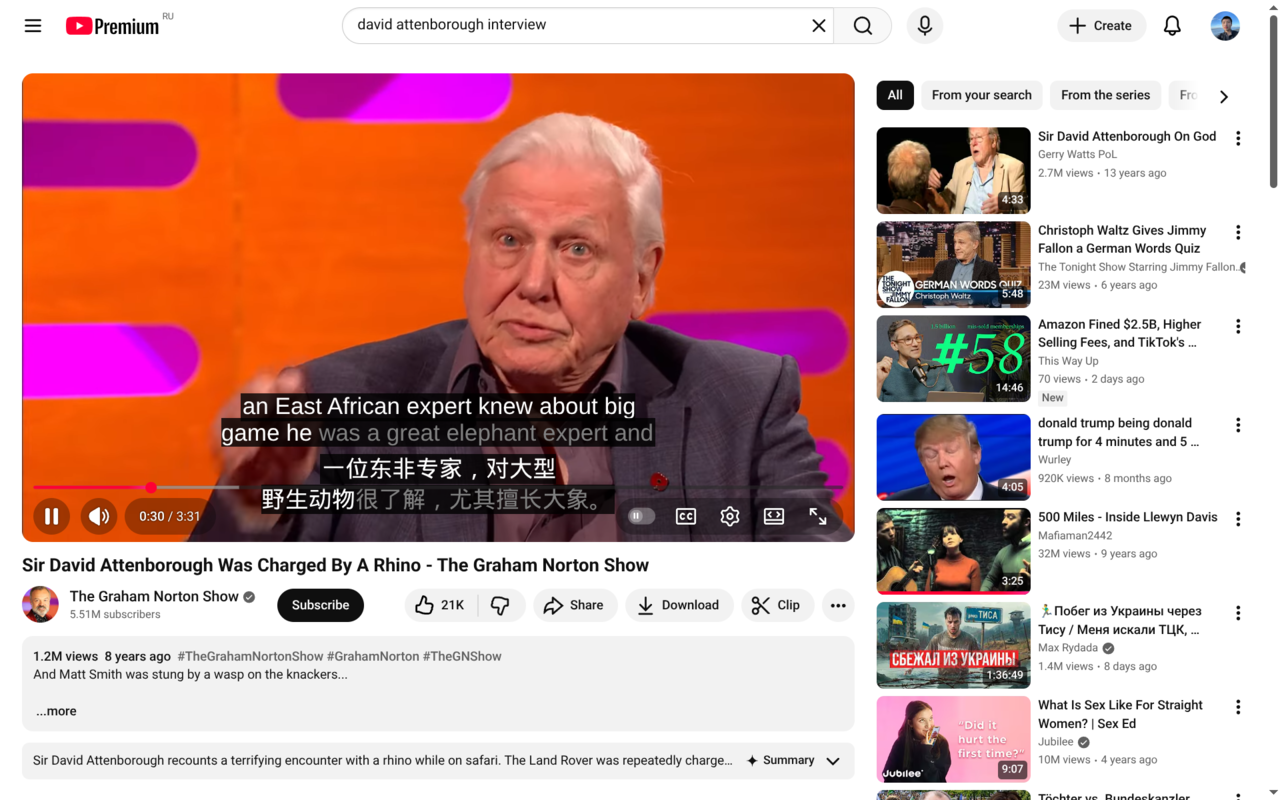 Premium RU
david attenborough interview
Create
an East African expert knew about big
game he was a great elephant expert and
一位东非专家，对大型
野生动物很了解，尤其擅长大象。
0:30 / 3:31
CC
Sir David Attenborough Was Charged By A Rhino - The Graham Norton Show
The Graham Norton Show
5.51M subscribers
Subscribe
21K
Share
Download
Clip
1.2M views 8 years ago #TheGrahamNortonShow #GrahamNorton #TheGNShow
And Matt Smith was stung by a wasp on the knackers...
...more
Sir David Attenborough recounts a terrifying encounter with a rhino while on safari. The Land Rover was repeatedly charge...
Summary
All
From your search
From the series
Fro
4:33
Sir David Attenborough On God
Gerry Watts PoL
2.7M views • 13 years ago
THE TONIGHT SHOW JIMMY FALLON
GERMAN WORDS QUIZ
Christoph Waltz
5:48
Christoph Waltz Gives Jimmy
Fallon a German Words Quiz
The Tonight Show Starring Jimmy Fallon...
23M views • 6 years ago
#58
14:46
Amazon Fined $2.5B, Higher
Selling Fees, and TikTok's ...
This Way Up
70 views • 2 days ago
New
4:05
donald trump being donald
trump for 4 minutes and 5 ...
Wurley
920K views • 8 months ago
3:25
500 Miles - Inside Llewyn Davis
Mafiaman2442
32M views • 9 years ago
ТИСА
СБЕЖАЛ ИЗ УКРАИНЫ
1:36:49
Побег из Украины через
Тису / Меня искали ТЦК, ...
Max Rydada
1.4M views • 8 days ago
"Did it
hurt the
first time?"
Jubilee
9:07
What Is Sex Like For Straight
Women? | Sex Ed
Jubilee
10M views • 4 years ago
Töchter vs. Bundeskanzler